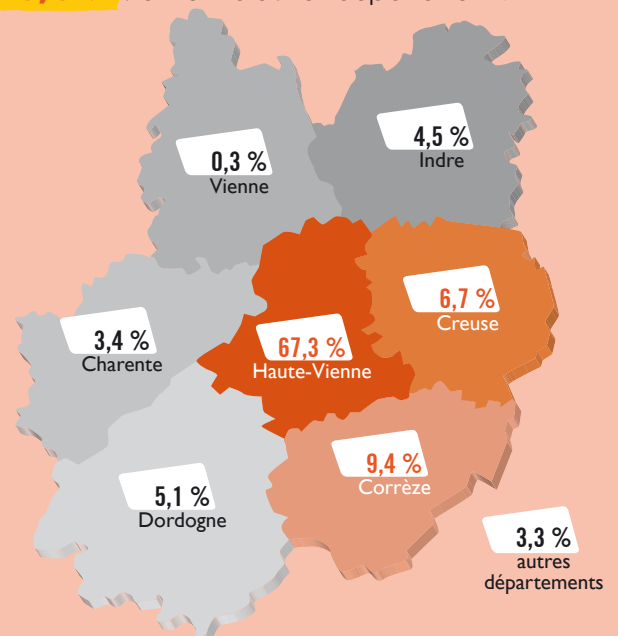 0,3 %
Vienne
4,5 %
Indre
6,7 %
Creuse
3,4 %
Charente
67,3 %
Haute-Vienne
9,4 %
Corrèze
5,1 %
Dordogne
3,3 %
autres
départements